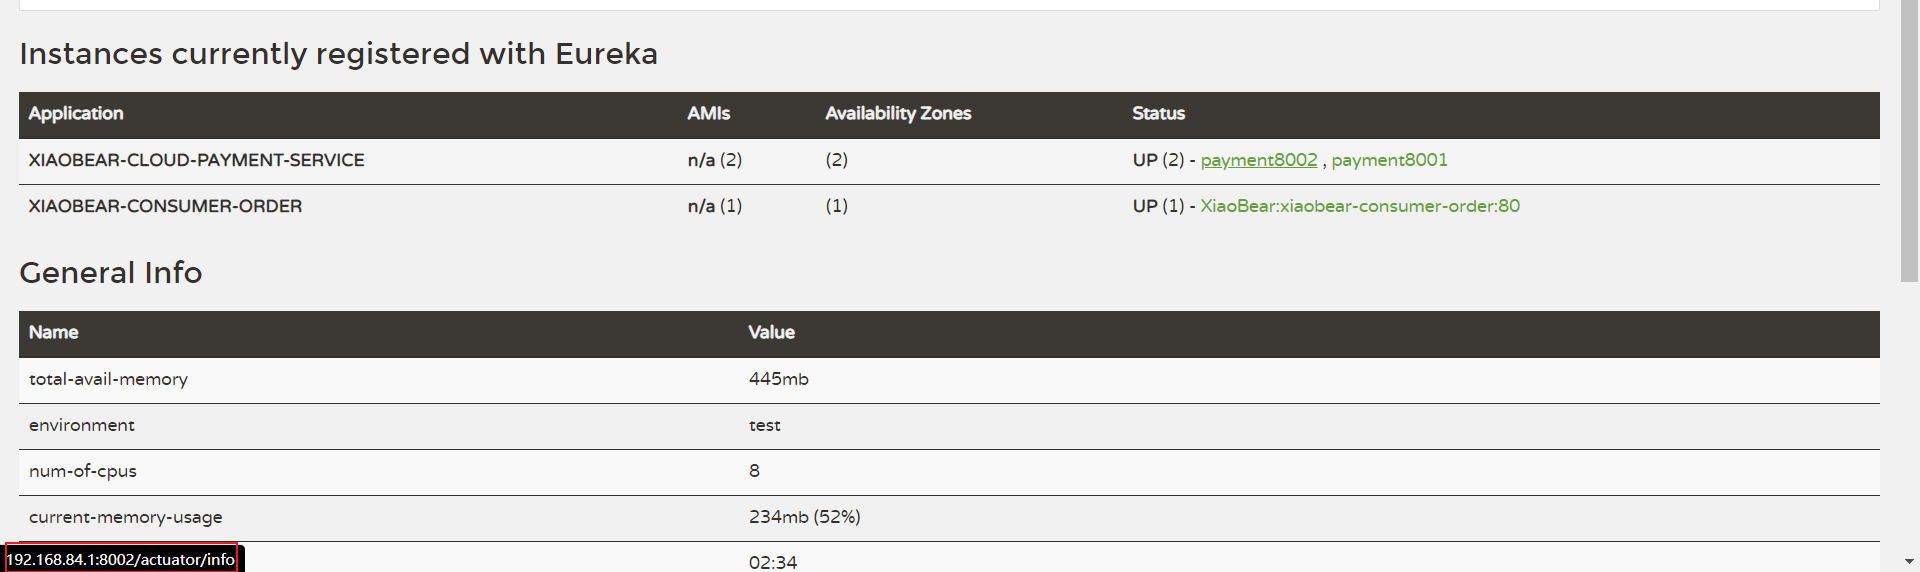 Instances currently registered with Eureka
Application AMIs Availability Zones Status
XIAOBEAR-CLOUD-PAYMENT-SERVICE n/a (2) (2) UP (2) - payment8002 , payment8001
XIAOBEAR-CONSUMER-ORDER n/a (1) (1) UP (1) - XiaoBear:xiaobear-consumer-order:80
General Info
Name Value
total-avail-memory 445mb
environment test
num-of-cpus 8
current-memory-usage 234mb (52%)
02:34
192.168.84.1:8002/actuator/info